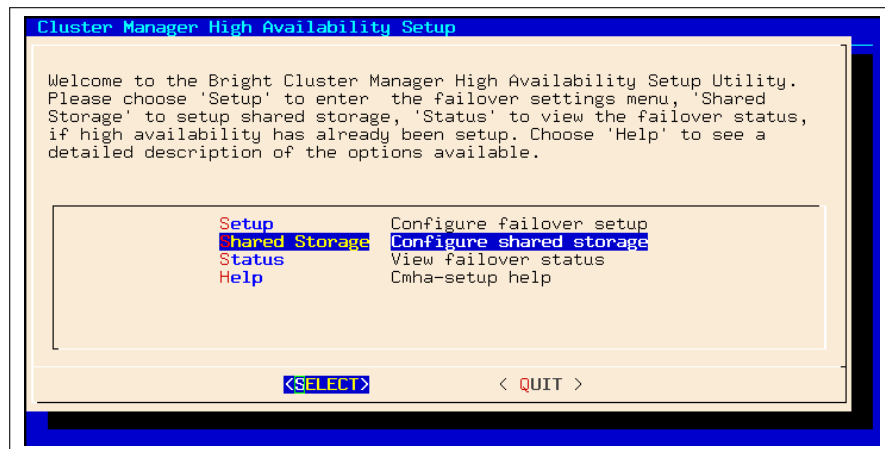 Cluster Manager High Availability Setup
Welcome to the Bright Cluster Manager High Availability Setup Utility.
Please choose 'Setup' to enter  the failover settings menu, 'Shared
Storage' to setup shared storage, 'Status' to view the failover status,
if high availability has already been setup. Choose 'Help' to see a
detailed description of the options available.
Setup Configure failover setup
Shared Storage Configure shared storage
Status View failover status
Help Cmha-setup help
<SELECT> < QUIT >